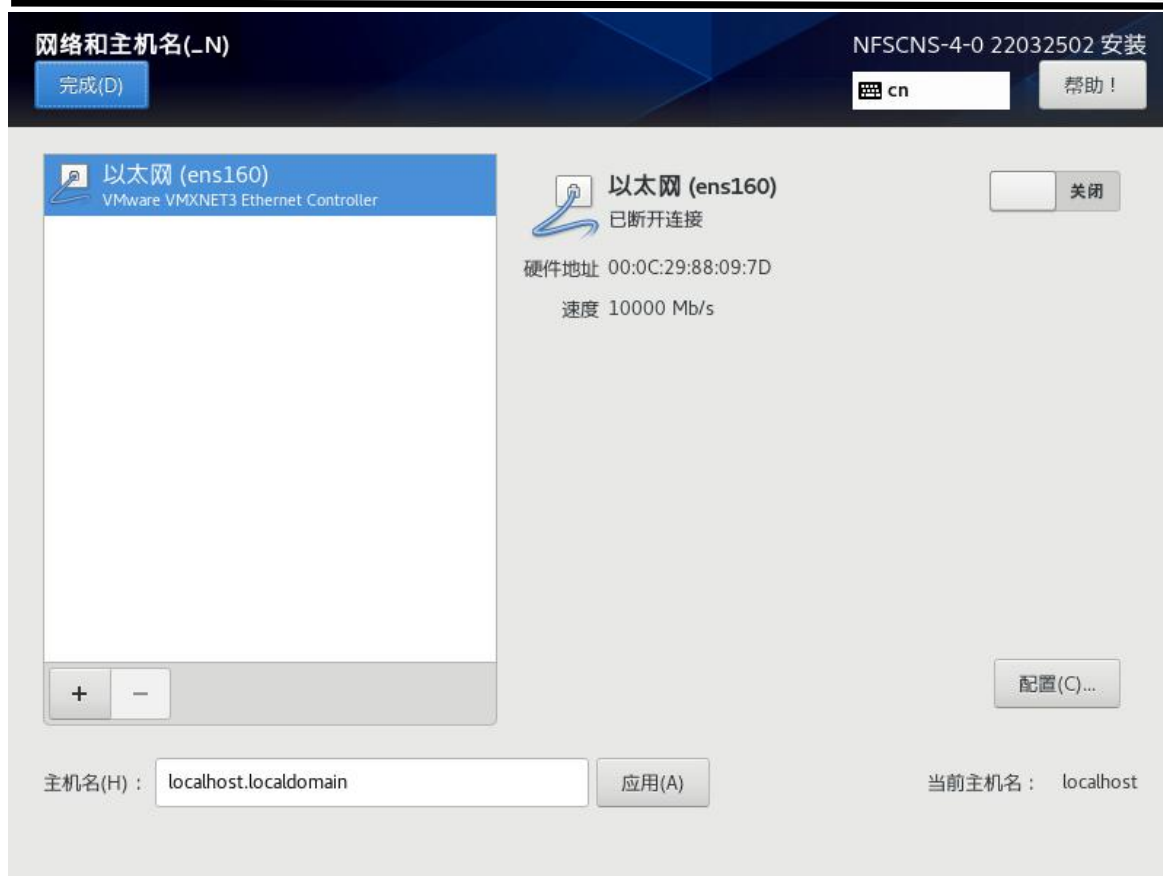 网络和主机名(_N)
NFSCNS-4-0 22032502 安装
完成(D)
cn
帮助！
以太网 (ens160)
VMware VMXNET3 Ethernet Controller
以太网 (ens160)
已断开连接
关闭
硬件地址 00:0C:29:88:09:7D
速度 10000 Mb/s
+ −
配置(C)...
主机名(H)： localhost.localdomain 应用(A) 当前主机名： localhost